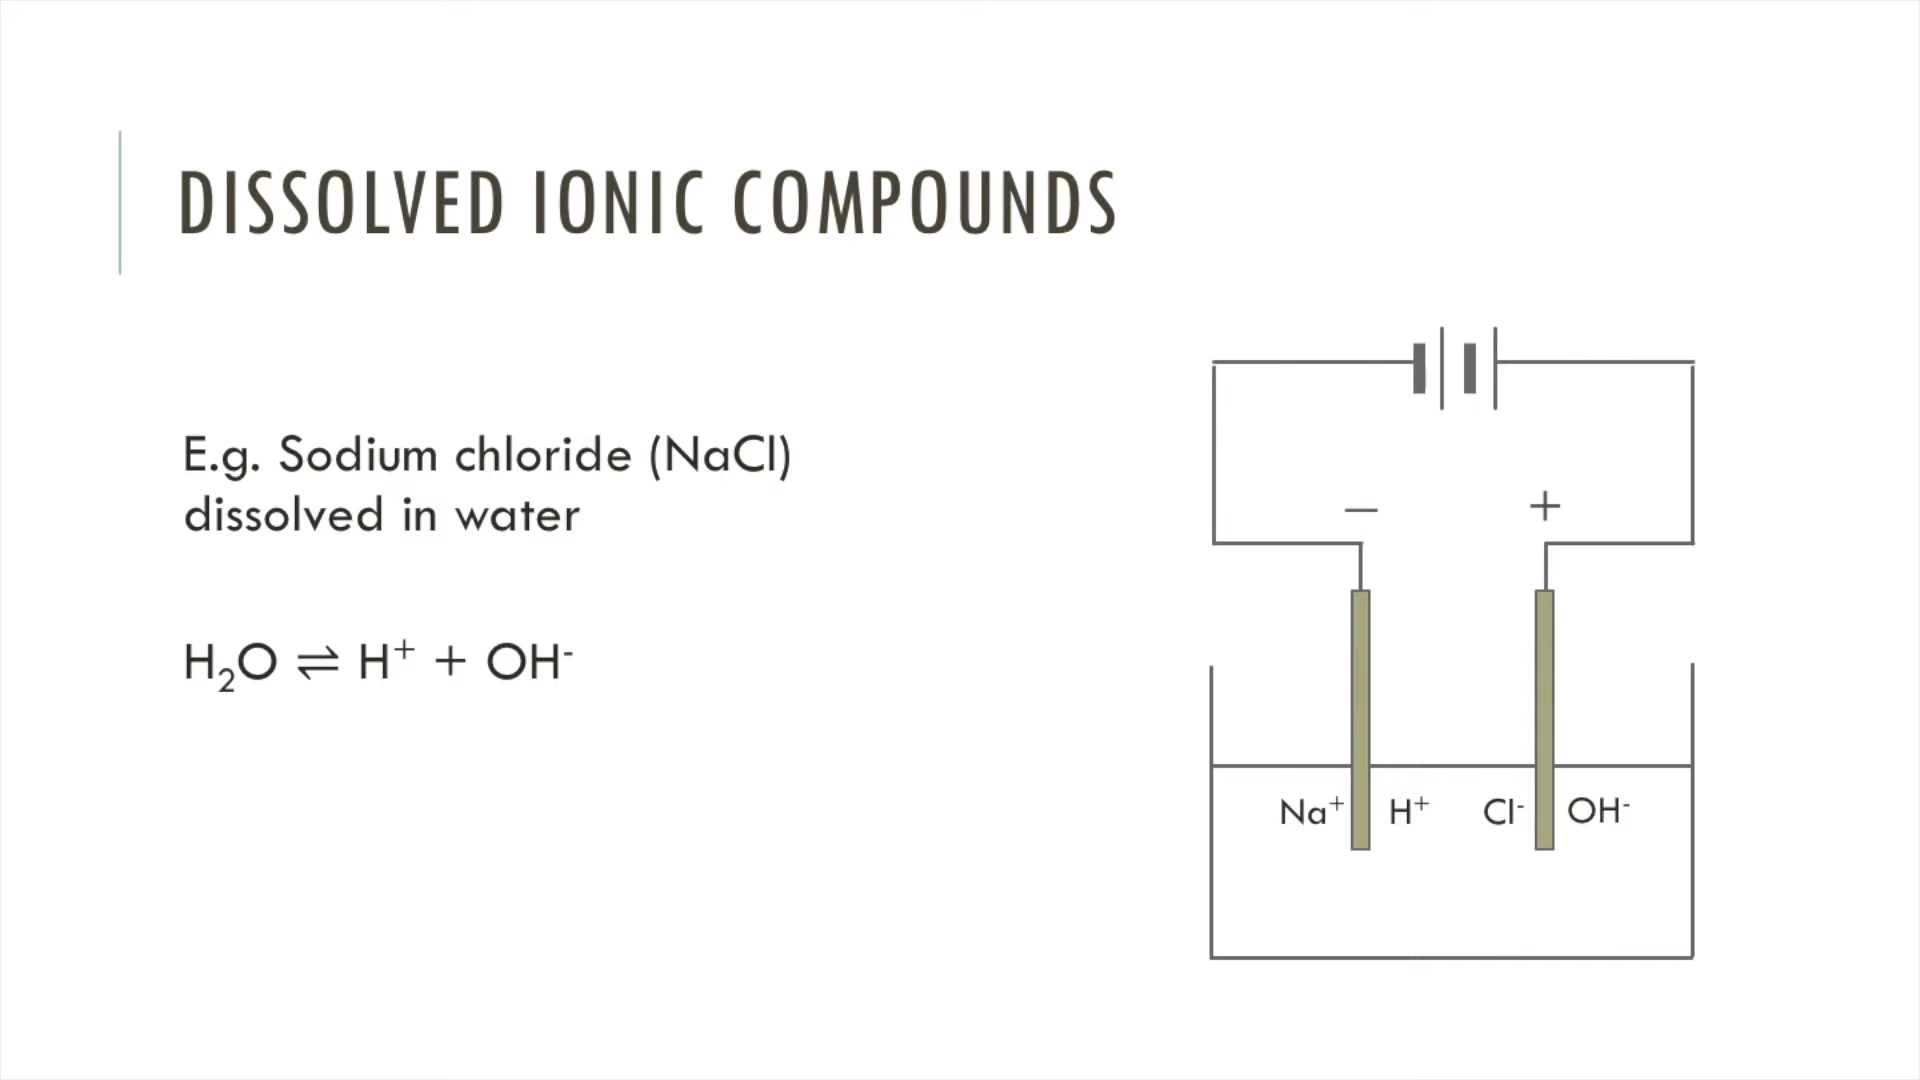 DISSOLVED IONIC COMPOUNDS
E.g. Sodium chloride (NaCl)
dissolved in water
H₂O ⇌ H⁺ + OH⁻
− +
Na⁺ H⁺ Cl⁻ OH⁻